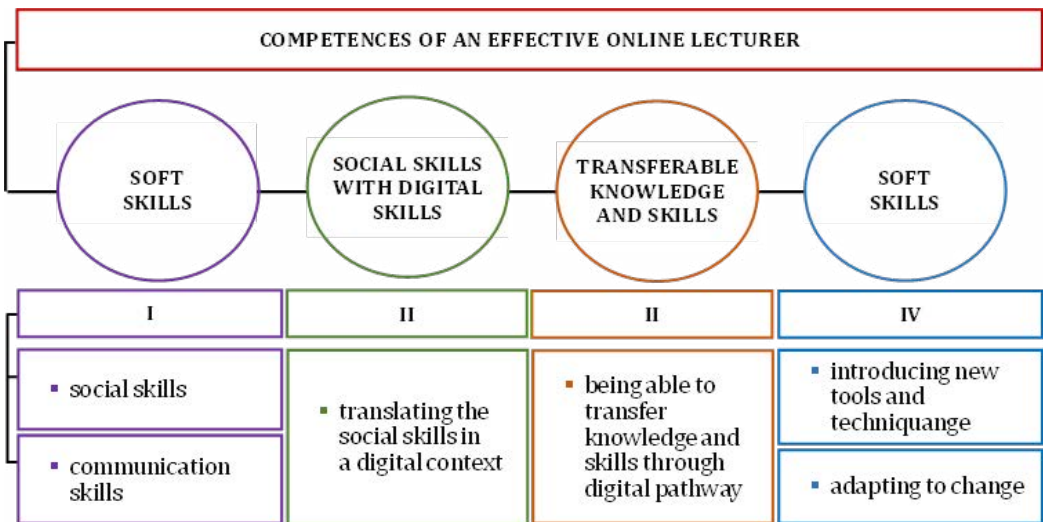 COMPETENCES OF AN EFFECTIVE ONLINE LECTURER
SOFT
SKILLS
SOCIAL SKILLS
WITH DIGITAL
SKILLS
TRANSFERABLE
KNOWLEDGE
AND SKILLS
SOFT
SKILLS
I
II
II
IV
▪ social skills
▪ communication
skills
▪ translating the
social skills in
a digital context
▪ being able to
transfer
knowledge and
skills through
digital pathway
▪ introducing new
tools and
techniquange
▪ adapting to change